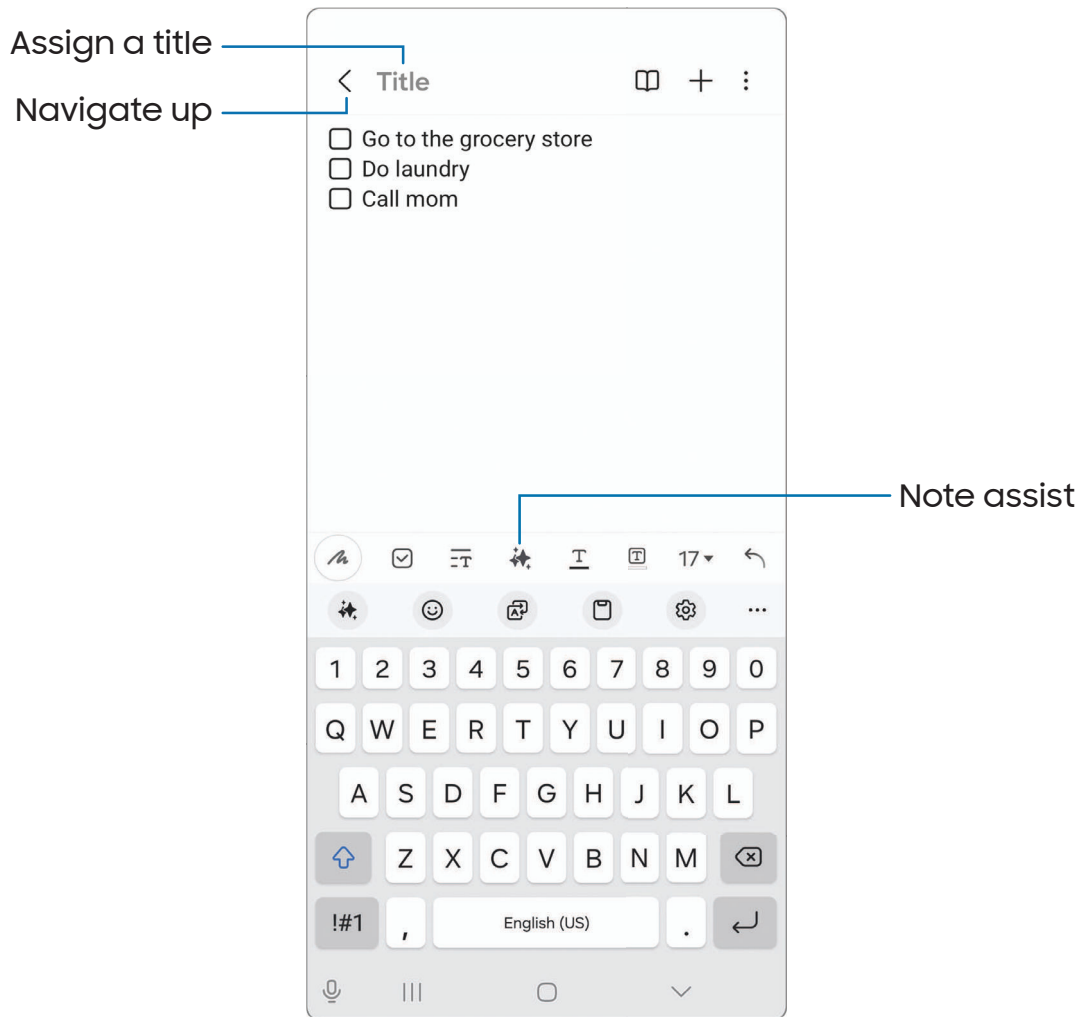 Assign a title
Title
Navigate up
Go to the grocery store
Do laundry
Call mom
Note assist
T T T 17
A
1 2 3 4 5 6 7 8 9 0
Q W E R T Y U I O P
A S D F G H J K L
Z X C V B N M
!#1 , English (US) .